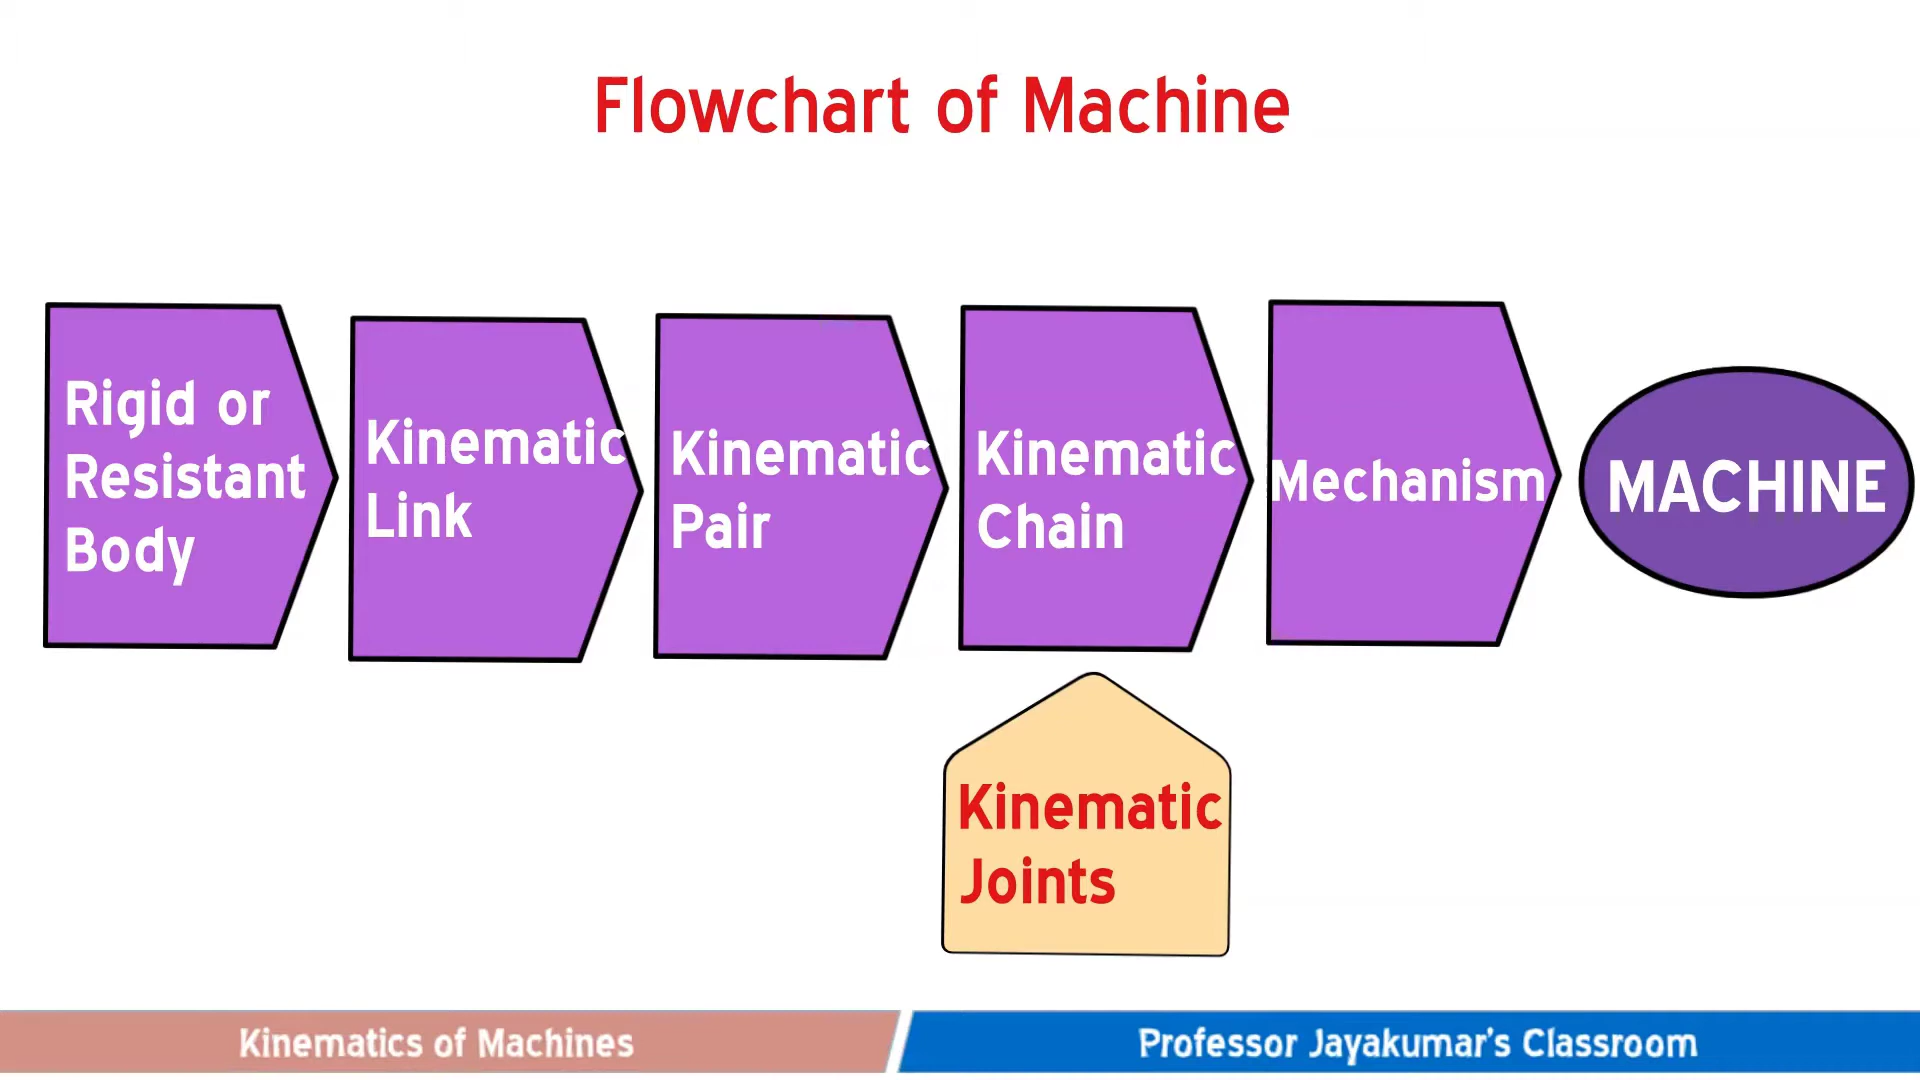 Flowchart of Machine
Rigid or
Resistant
Body
Kinematic
Link
Kinematic
Pair
Kinematic
Chain
Mechanism
MACHINE
Kinematic
Joints
Kinematics of Machines
Professor Jayakumar's Classroom